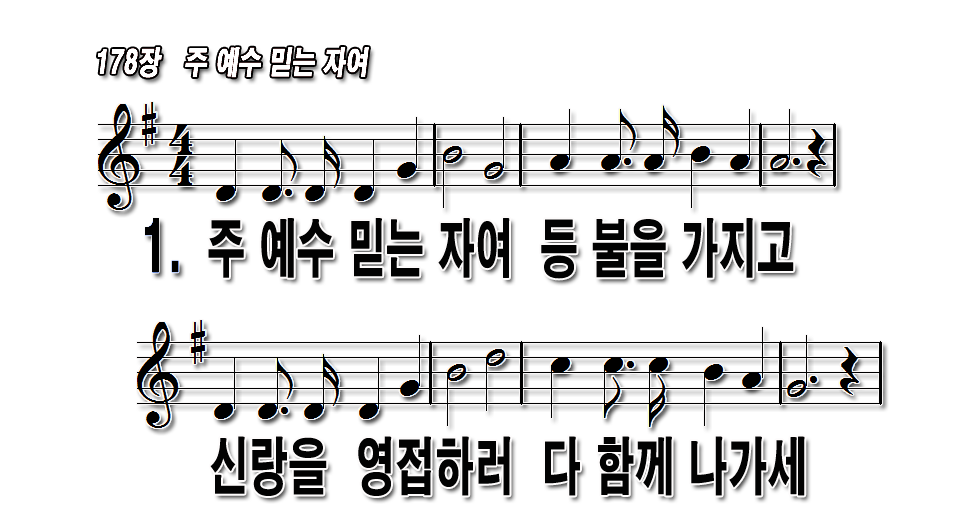 178장 주 예수 믿는 자여
4
4
1. 주 예수 믿는 자여 등 불을 가지고
신랑을 영접하러 다 함께 나가세